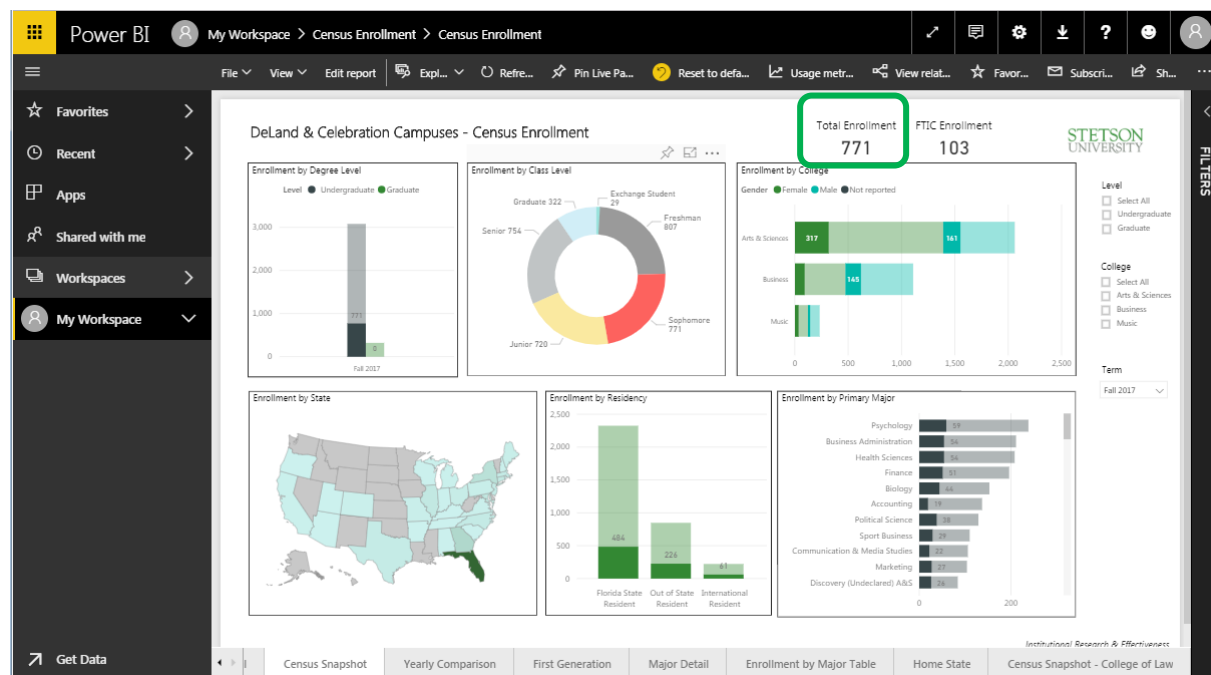 Power BI
My Workspace > Census Enrollment > Census Enrollment
File View Edit report Expl... Refre... Pin Live Pa... Reset to defa... Usage metr... View relat... Favor... Subscri... Sh... ...
Favorites
Recent
Apps
Shared with me
Workspaces
My Workspace
Get Data
DeLand & Celebration Campuses - Census Enrollment
Total Enrollment
771
FTIC Enrollment
103
STETSON
UNIVERSITY
FILTERS
Enrollment by Degree Level
Level Undergraduate Graduate
3,000
2,000
1,000
0
771
0
Fall 2017
Enrollment by Class Level
Exchange Student
29
Graduate 322
Freshman
807
Senior 754
Sophomore
771
Junior 720
Enrollment by College
Gender Female Male Not reported
Arts & Sciences 317 161
Business 145
Music
0 500 1,000 1,500 2,000 2,500
Level
Select All
Undergraduate
Graduate
College
Select All
Arts & Sciences
Business
Music
Term
Fall 2017
Enrollment by State
Enrollment by Residency
2,500
2,000
1,500
1,000
500
0
484
226
61
Florida State
Resident
Out of State
Resident
International
Resident
Enrollment by Primary Major
Psychology 59
Business Administration 54
Health Sciences 54
Finance 51
Biology 44
Accounting 19
Political Science 38
Sport Business 29
Communication & Media Studies 22
Marketing 27
Discovery (Undeclared) A&S 26
0 200
Institutional Research & Effectiveness
Census Snapshot Yearly Comparison First Generation Major Detail Enrollment by Major Table Home State Census Snapshot - College of Law